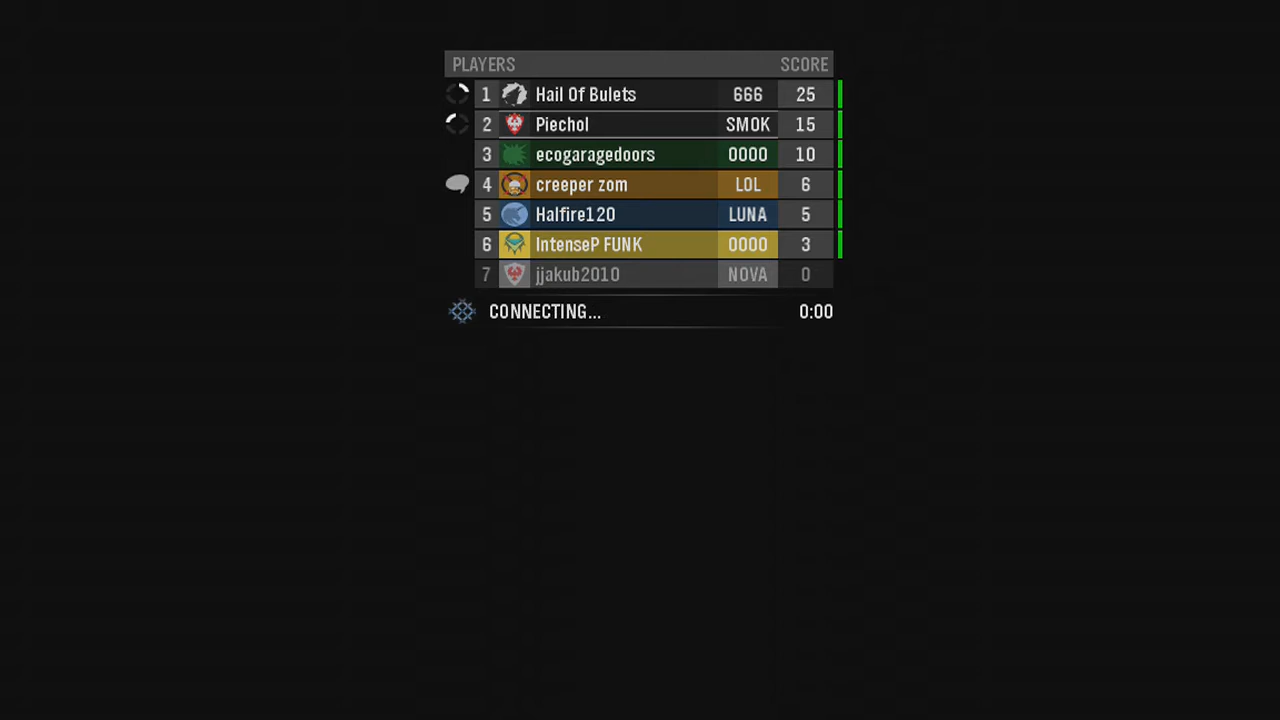 PLAYERS SCORE
1 Hail Of Bulets 666 25
2 Piechol SMOK 15
3 ecogaragedoors 0000 10
4 creeper zom LOL 6
5 Halfire120 LUNA 5
6 IntenseP FUNK 0000 3
7 jjakub2010 NOVA 0
CONNECTING... 0:00